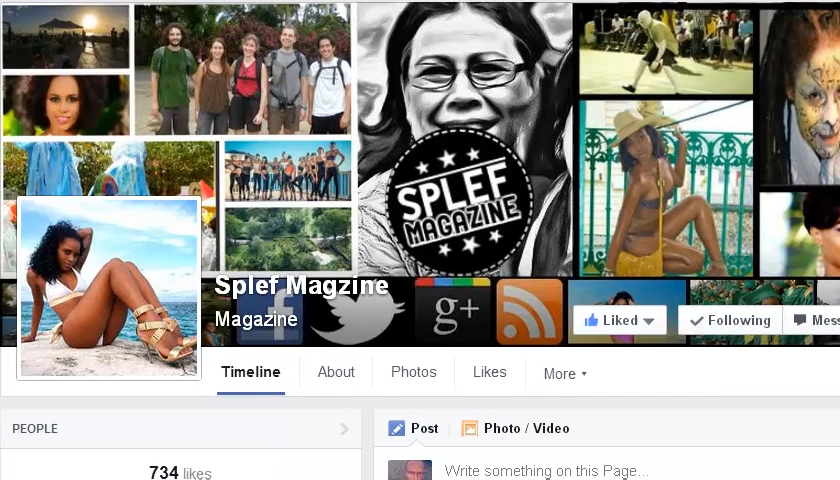 SPLEF
MAGAZINE
Splef Magzine
Magazine
f
g+
Liked
Following
Mess
Timeline
About
Photos
Likes
More
PEOPLE
734 likes
Post
Photo / Video
Write something on this Page...